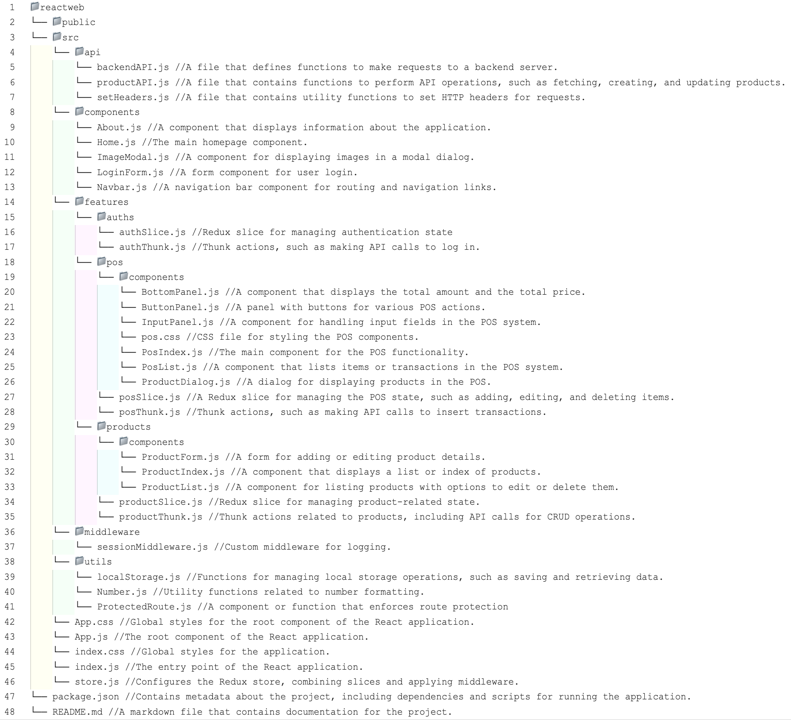 1 reactweb
2 └── public
3 └── src
4 └── api
5 └── backendAPI.js //A file that defines functions to make requests to a backend server.
6 └── productAPI.js //A file that contains functions to perform API operations, such as fetching, creating, and updating products.
7 └── setHeaders.js //A file that contains utility functions to set HTTP headers for requests.
8 └── components
9 └── About.js //A component that displays information about the application.
10 └── Home.js //The main homepage component.
11 └── ImageModal.js //A component for displaying images in a modal dialog.
12 └── LoginForm.js //A form component for user login.
13 └── Navbar.js //A navigation bar component for routing and navigation links.
14 └── features
15 └── auths
16 └── authSlice.js //Redux slice for managing authentication state
17 └── authThunk.js //Thunk actions, such as making API calls to log in.
18 └── pos
19 └── components
20 └── BottomPanel.js //A component that displays the total amount and the total price.
21 └── ButtonPanel.js //A panel with buttons for various POS actions.
22 └── InputPanel.js //A component for handling input fields in the POS system.
23 └── pos.css //CSS file for styling the POS components.
24 └── PosIndex.js //The main component for the POS functionality.
25 └── PosList.js //A component that lists items or transactions in the POS system.
26 └── ProductDialog.js //A dialog for displaying products in the POS.
27 └── posSlice.js //A Redux slice for managing the POS state, such as adding, editing, and deleting items.
28 └── posThunk.js //Thunk actions, such as making API calls to insert transactions.
29 └── products
30 └── components
31 └── ProductForm.js //A form for adding or editing product details.
32 └── ProductIndex.js //A component that displays a list or index of products.
33 └── ProductList.js //A component for listing products with options to edit or delete them.
34 └── productSlice.js //Redux slice for managing product-related state.
35 └── productThunk.js //Thunk actions related to products, including API calls for CRUD operations.
36 └── middleware
37 └── sessionMiddleware.js //Custom middleware for logging.
38 └── utils
39 └── localStorage.js //Functions for managing local storage operations, such as saving and retrieving data.
40 └── Number.js //Utility functions related to number formatting.
41 └── ProtectedRoute.js //A component or function that enforces route protection
42 └── App.css //Global styles for the root component of the React application.
43 └── App.js //The root component of the React application.
44 └── index.css //Global styles for the application.
45 └── index.js //The entry point of the React application.
46 └── store.js //Configures the Redux store, combining slices and applying middleware.
47 └── package.json //Contains metadata about the project, including dependencies and scripts for running the application.
48 └── README.md //A markdown file that contains documentation for the project.